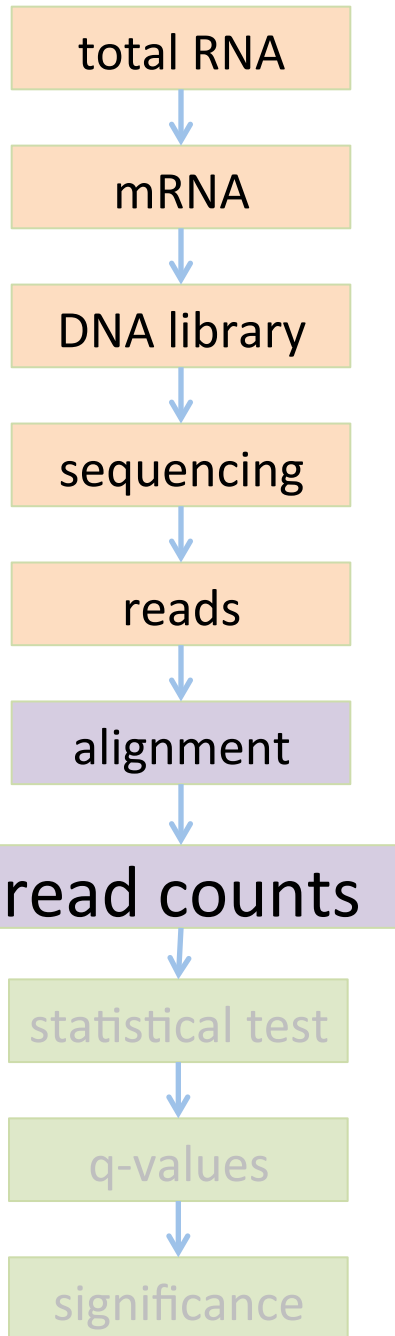 total RNA
mRNA
DNA library
sequencing
reads
alignment
read counts
statistical test
q-values
significance